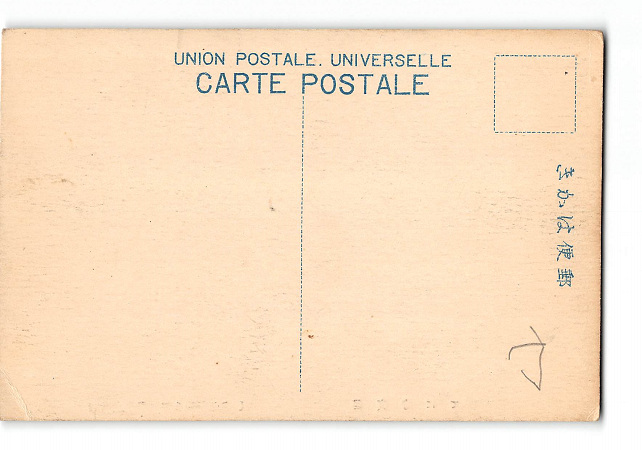 UNION POSTALE. UNIVERSELLE
CARTE POSTALE
きかは便郵